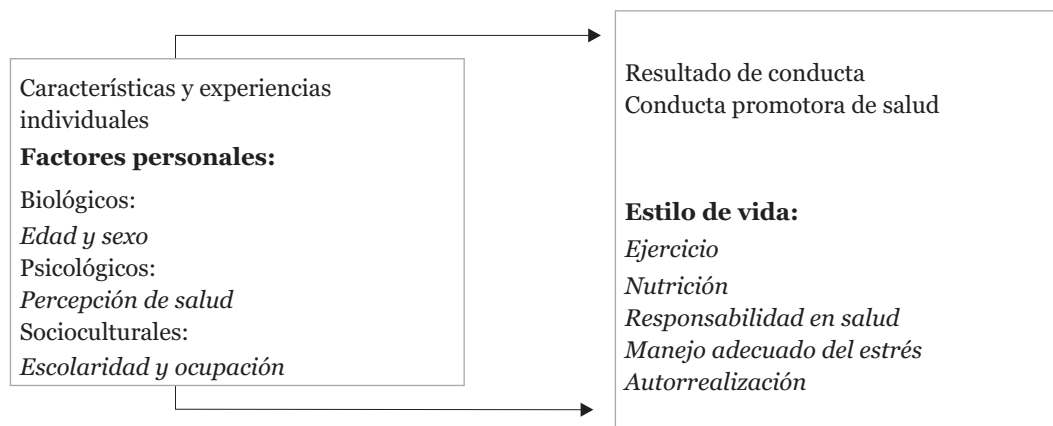 Características y experiencias
individuales
Factores personales:
Biológicos:
Edad y sexo
Psicológicos:
Percepción de salud
Socioculturales:
Escolaridad y ocupación
Resultado de conducta
Conducta promotora de salud
Estilo de vida:
Ejercicio
Nutrición
Responsabilidad en salud
Manejo adecuado del estrés
Autorrealización